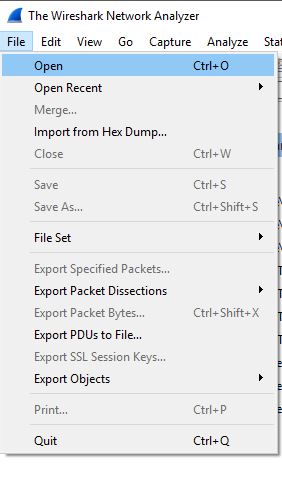 The Wireshark Network Analyzer
File Edit View Go Capture Analyze Stat
Open Ctrl+O
Open Recent
Merge...
Import from Hex Dump...
Close Ctrl+W
Save Ctrl+S
Save As... Ctrl+Shift+S
File Set
Export Specified Packets...
Export Packet Dissections
Export Packet Bytes... Ctrl+Shift+X
Export PDUs to File...
Export SSL Session Keys...
Export Objects
Print... Ctrl+P
Quit Ctrl+Q